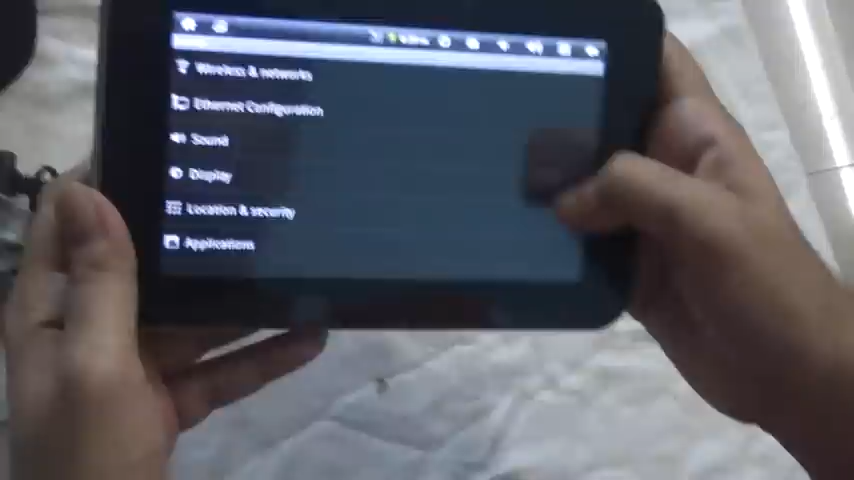 Wireless & networks
Ethernet Configuration
Sound
Display
Location & security
Applications